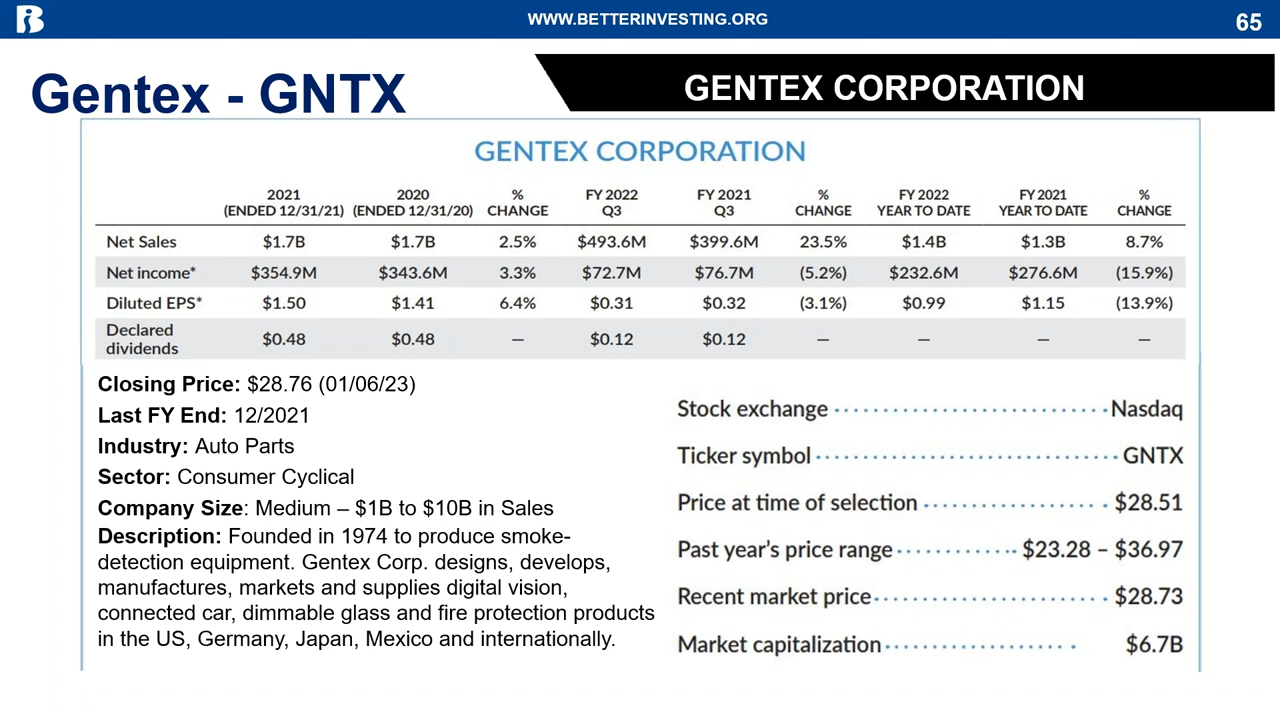 WWW.BETTERINVESTING.ORG
65
Gentex - GNTX
GENTEX CORPORATION
GENTEX CORPORATION
2021 (ENDED 12/31/21) 2020 (ENDED 12/31/20) % CHANGE FY 2022 Q3 FY 2021 Q3 % CHANGE FY 2022 YEAR TO DATE FY 2021 YEAR TO DATE % CHANGE
Net Sales $1.7B $1.7B 2.5% $493.6M $399.6M 23.5% $1.4B $1.3B 8.7%
Net income* $354.9M $343.6M 3.3% $72.7M $76.7M (5.2%) $232.6M $276.6M (15.9%)
Diluted EPS* $1.50 $1.41 6.4% $0.31 $0.32 (3.1%) $0.99 $1.15 (13.9%)
Declared dividends $0.48 $0.48 — $0.12 $0.12 — — — —
Closing Price: $28.76 (01/06/23)
Last FY End: 12/2021
Industry: Auto Parts
Sector: Consumer Cyclical
Company Size: Medium – $1B to $10B in Sales
Description: Founded in 1974 to produce smoke-
detection equipment. Gentex Corp. designs, develops,
manufactures, markets and supplies digital vision,
connected car, dimmable glass and fire protection products
in the US, Germany, Japan, Mexico and internationally.
Stock exchange Nasdaq
Ticker symbol GNTX
Price at time of selection $28.51
Past year's price range $23.28 – $36.97
Recent market price $28.73
Market capitalization $6.7B